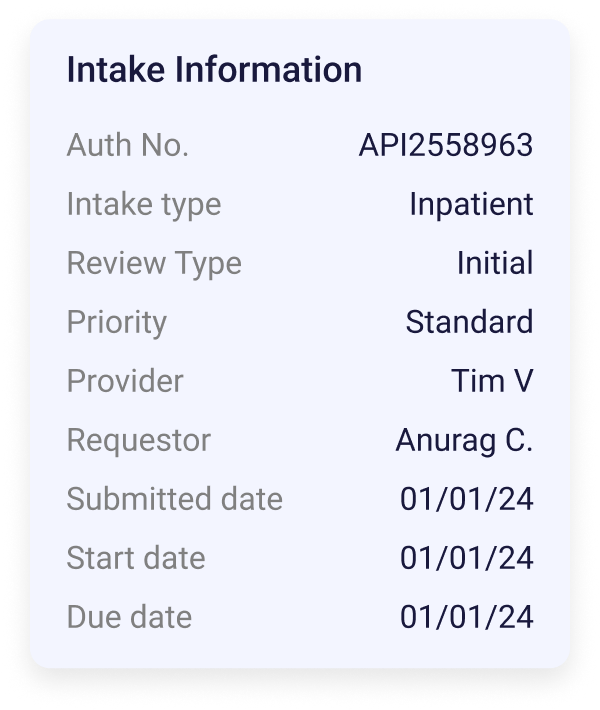 Intake Information
Auth No. API2558963
Intake type Inpatient
Review Type Initial
Priority Standard
Provider Tim V
Requestor Anurag C.
Submitted date 01/01/24
Start date 01/01/24
Due date 01/01/24